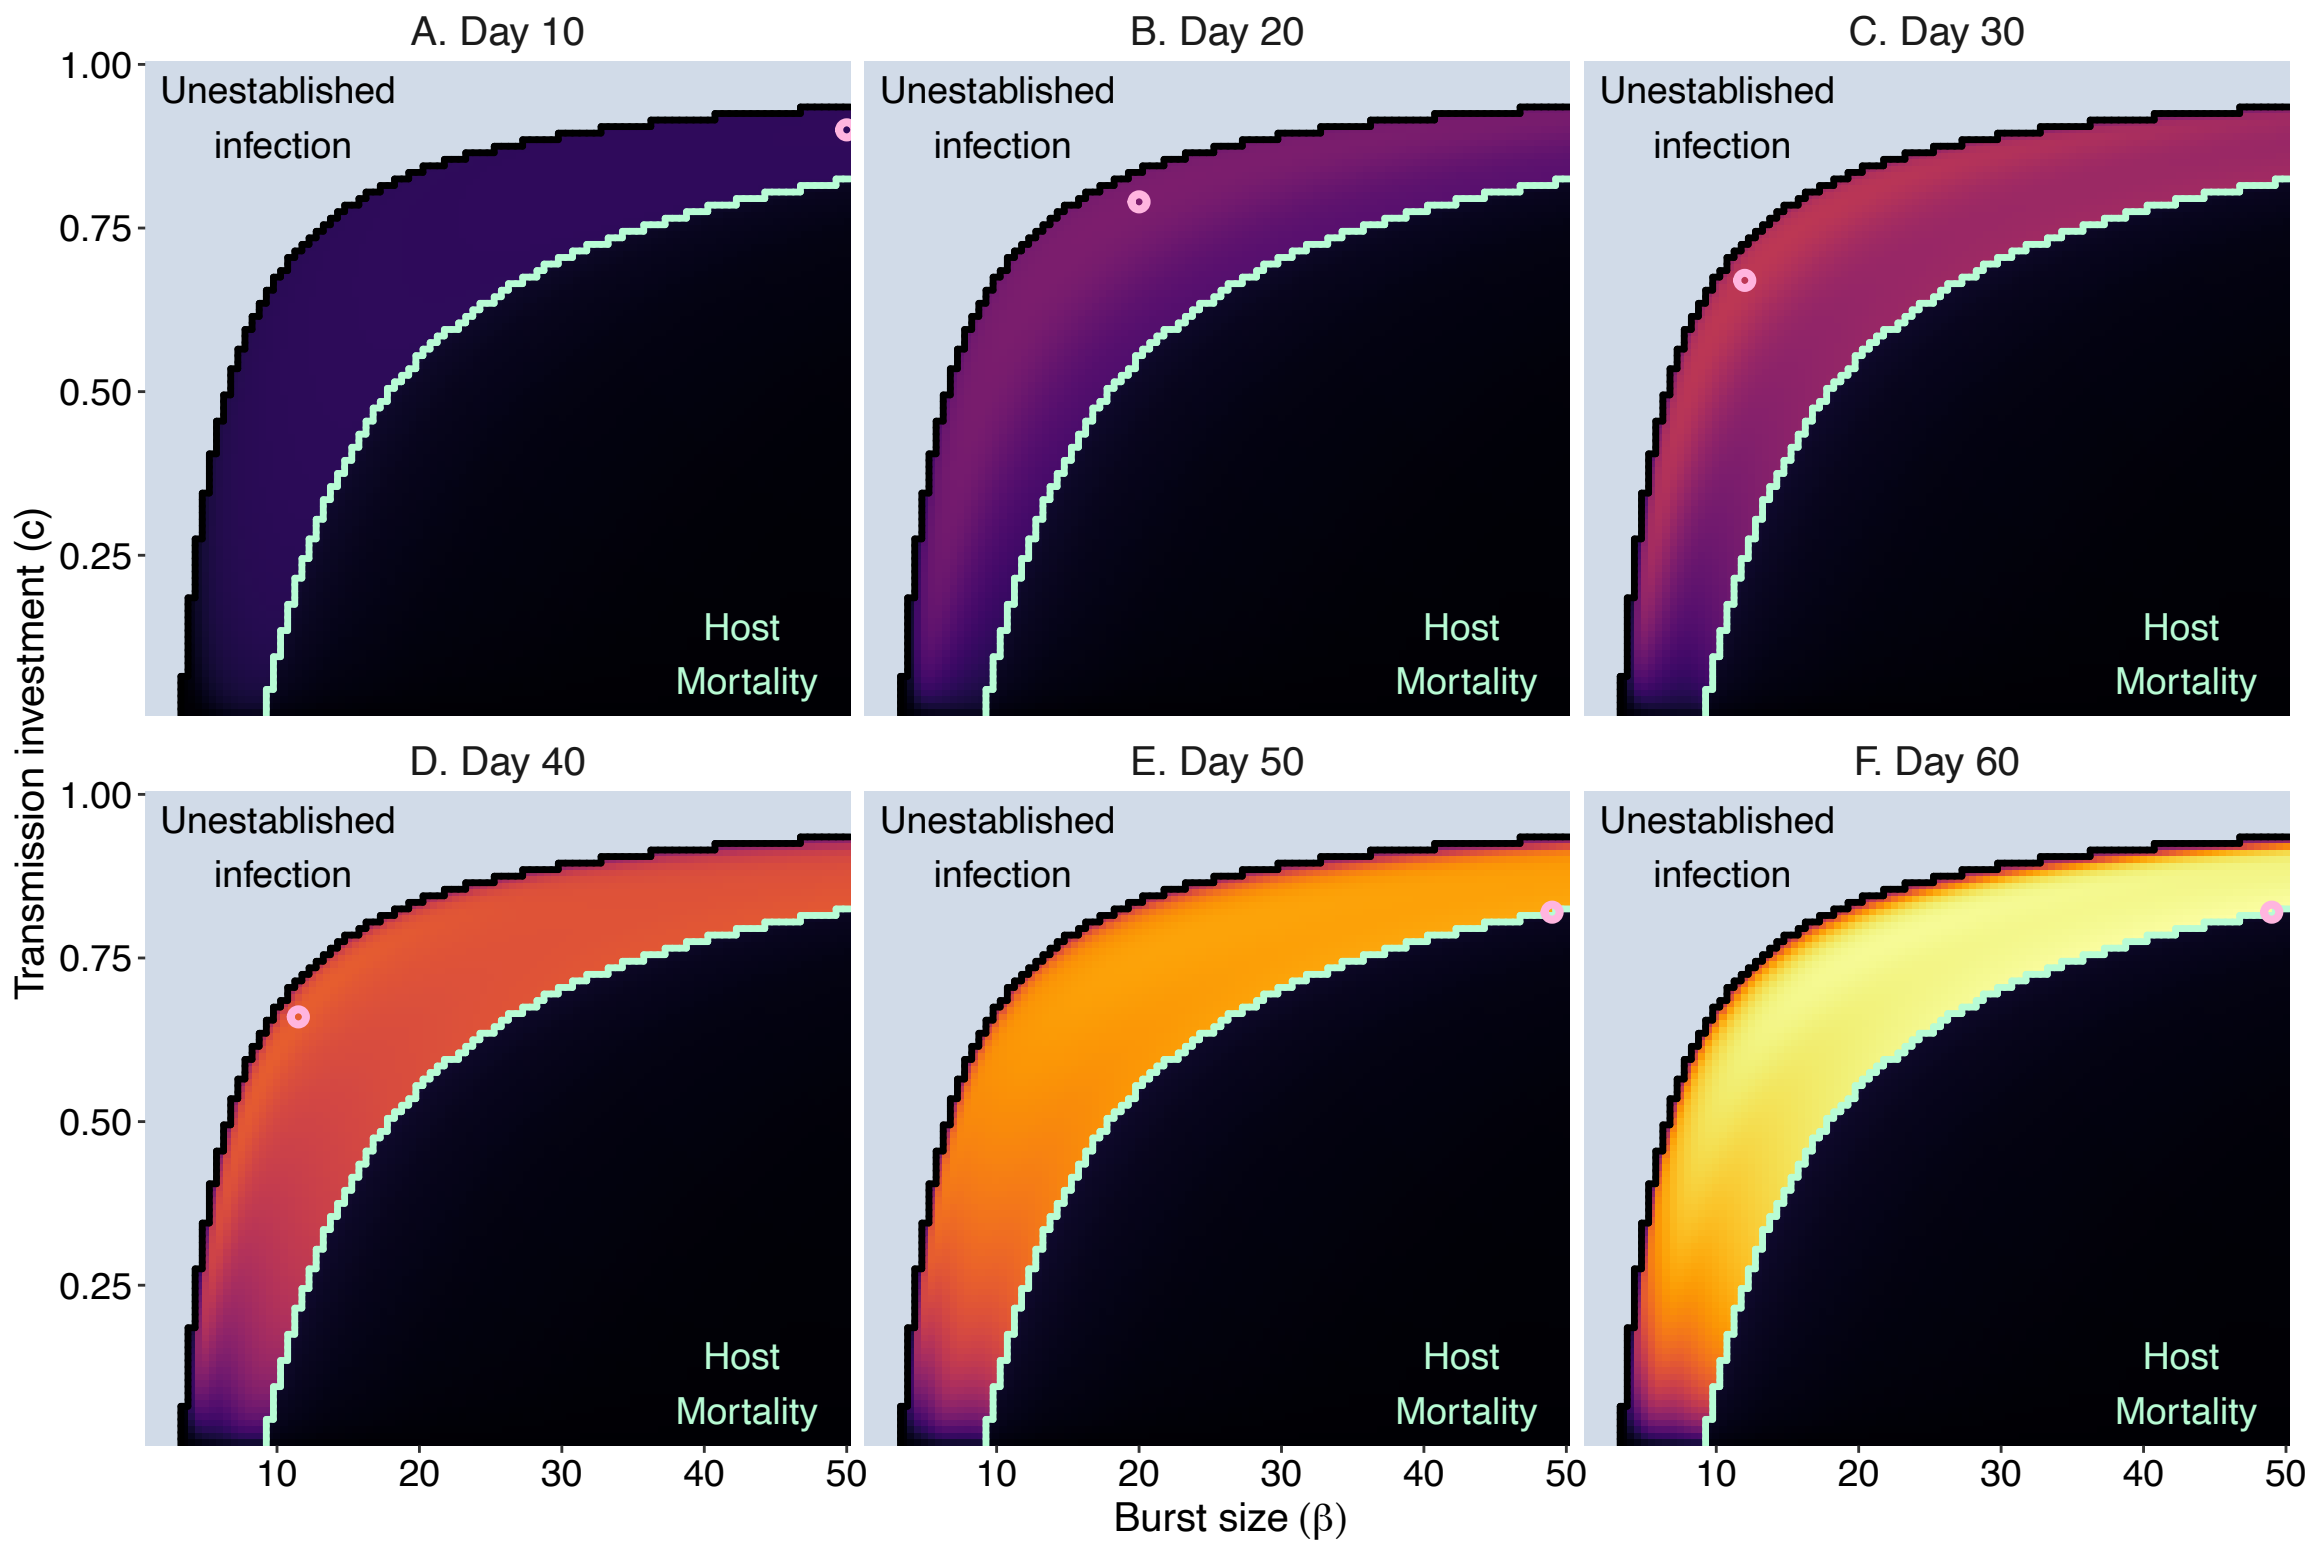 A. Day 10
B. Day 20
C. Day 30
1.00
0.75
0.50
0.25
Unestablished
infection
Host
Mortality
Unestablished
infection
Host
Mortality
Unestablished
infection
Host
Mortality
Transmission investment (c)
D. Day 40
E. Day 50
F. Day 60
1.00
0.75
0.50
0.25
Unestablished
infection
Host
Mortality
Unestablished
infection
Host
Mortality
Unestablished
infection
Host
Mortality
10 20 30 40 50
10 20 30 40 50
10 20 30 40 50
Burst size (β)